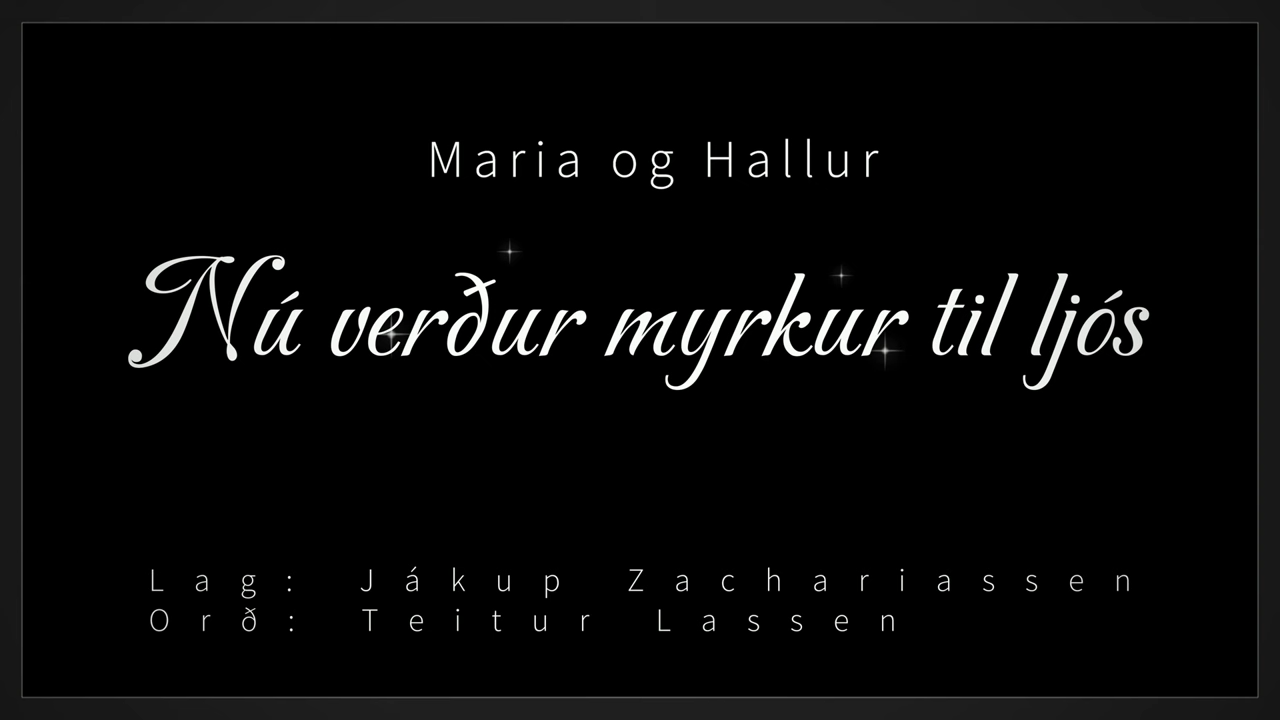 Maria og Hallur
Nú verður myrkur til ljós
Lag: Jákup Zachariassen
Orð: Teitur Lassen